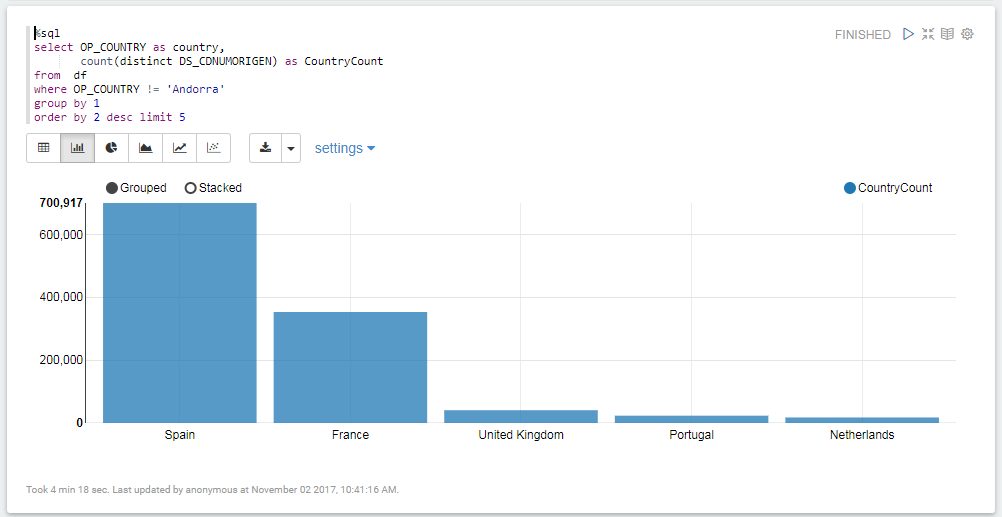 %sql
FINISHED
select OP_COUNTRY as country,
count(distinct DS_CDNUMORIGEN) as CountryCount
from df
where OP_COUNTRY != 'Andorra'
group by 1
order by 2 desc limit 5
settings
Grouped Stacked CountryCount
700,917
600,000
400,000
200,000
0
Spain France United Kingdom Portugal Netherlands
Took 4 min 18 sec. Last updated by anonymous at November 02 2017, 10:41:16 AM.